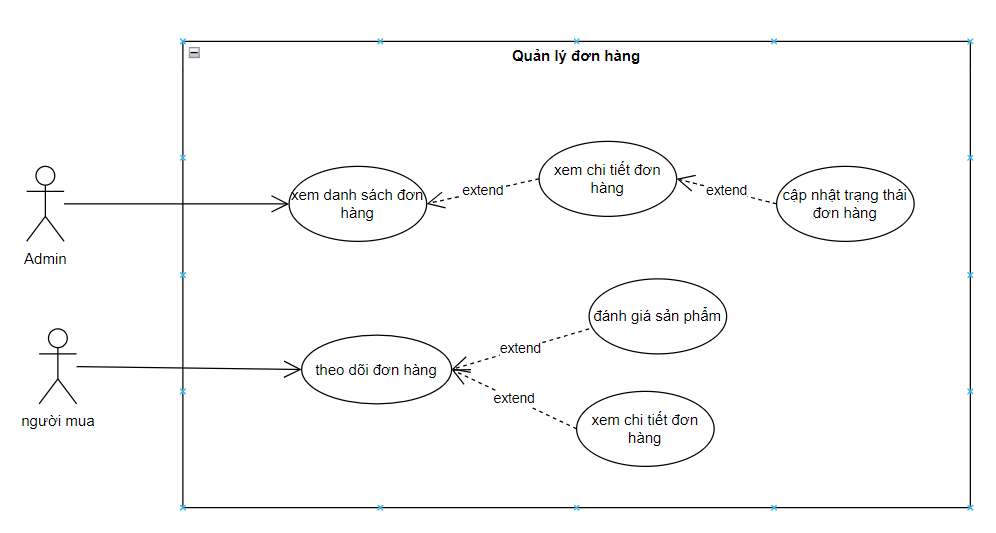 Quản lý đơn hàng
xem danh sách đơn
hàng
extend
xem chi tiết đơn
hàng
extend
cập nhật trạng thái
đơn hàng
Admin
theo dõi đơn hàng
extend
đánh giá sản phẩm
extend
xem chi tiết đơn
hàng
người mua